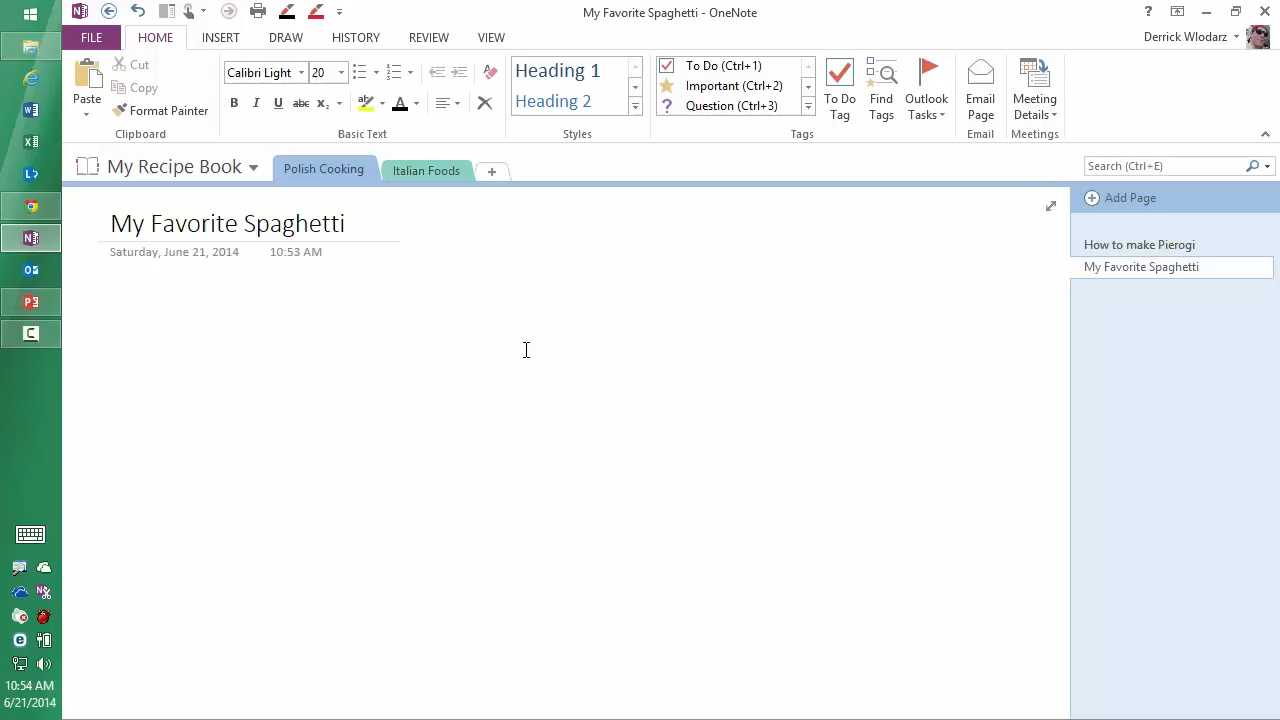 My Favorite Spaghetti - OneNote
?
FILE HOME INSERT DRAW HISTORY REVIEW VIEW
Derrick Wlodarz
Paste
Cut
Copy
Format Painter
Clipboard
Calibri Light 20
B I U abc x₂ A
Basic Text
Heading 1
Heading 2
Styles
To Do (Ctrl+1)
Important (Ctrl+2)
? Question (Ctrl+3)
To Do
Tag
Find
Tags
Outlook
Tasks
Tags
Email
Page
Email
Meeting
Details
Meetings
My Recipe Book
Polish Cooking
Italian Foods
+
Search (Ctrl+E)
Add Page
My Favorite Spaghetti
Saturday, June 21, 2014 10:53 AM
How to make Pierogi
My Favorite Spaghetti
10:54 AM
6/21/2014